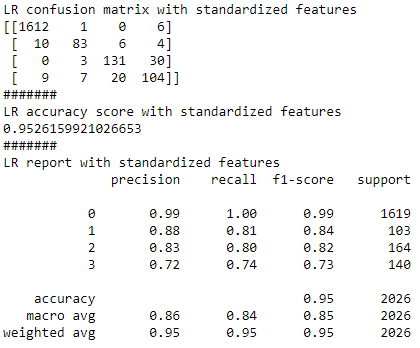 LR confusion matrix with standardized features
[[1612 1 0 6]
[ 10 83 6 4]
[ 0 3 131 30]
[ 9 7 20 104]]
#######
LR accuracy score with standardized features
0.9526159921026653
#######
LR report with standardized features
precision recall f1-score support
0 0.99 1.00 0.99 1619
1 0.88 0.81 0.84 103
2 0.83 0.80 0.82 164
3 0.72 0.74 0.73 140
accuracy 0.95 2026
macro avg 0.86 0.84 0.85 2026
weighted avg 0.95 0.95 0.95 2026